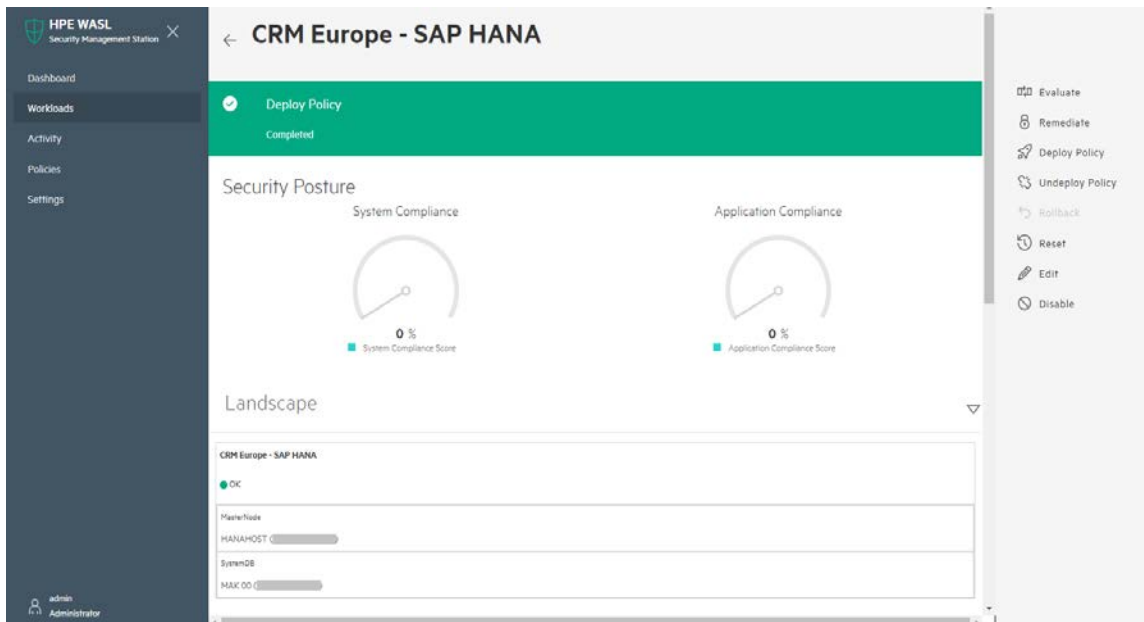 HPE WASL
Security Management Station
Dashboard
Workloads
Activity
Policies
Settings
admin
Administrator
CRM Europe - SAP HANA
Deploy Policy
Completed
Security Posture
System Compliance
Application Compliance
0 %
System Compliance Score
0 %
Application Compliance Score
Landscape
CRM Europe - SAP HANA
OK
MasterNode
HANAHOST (
SystemDB
MAK 00 (
Evaluate
Remediate
Deploy Policy
Undeploy Policy
Rollback
Reset
Edit
Disable